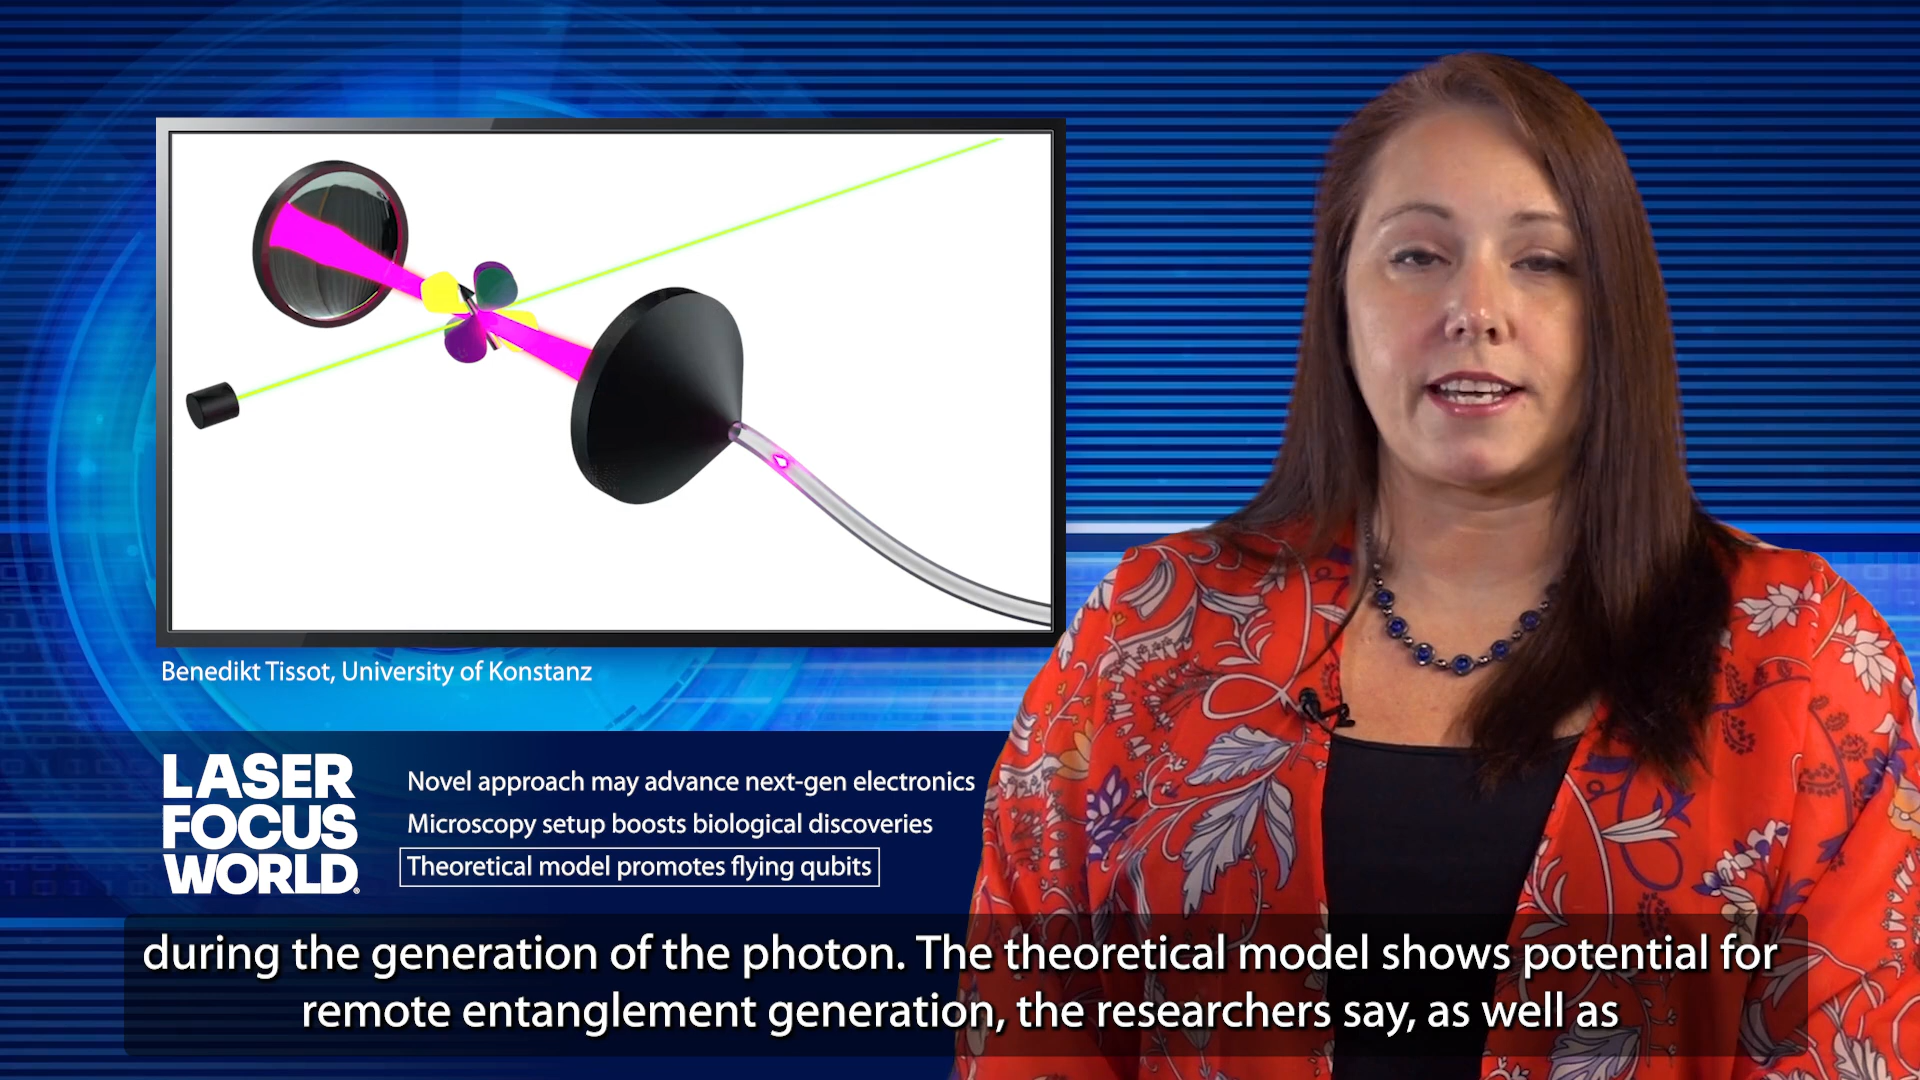 Benedikt Tissot, University of Konstanz
LASER
FOCUS
WORLD®
Novel approach may advance next-gen electronics
Microscopy setup boosts biological discoveries
Theoretical model promotes flying qubits
during the generation of the photon. The theoretical model shows potential for
remote entanglement generation, the researchers say, as well as